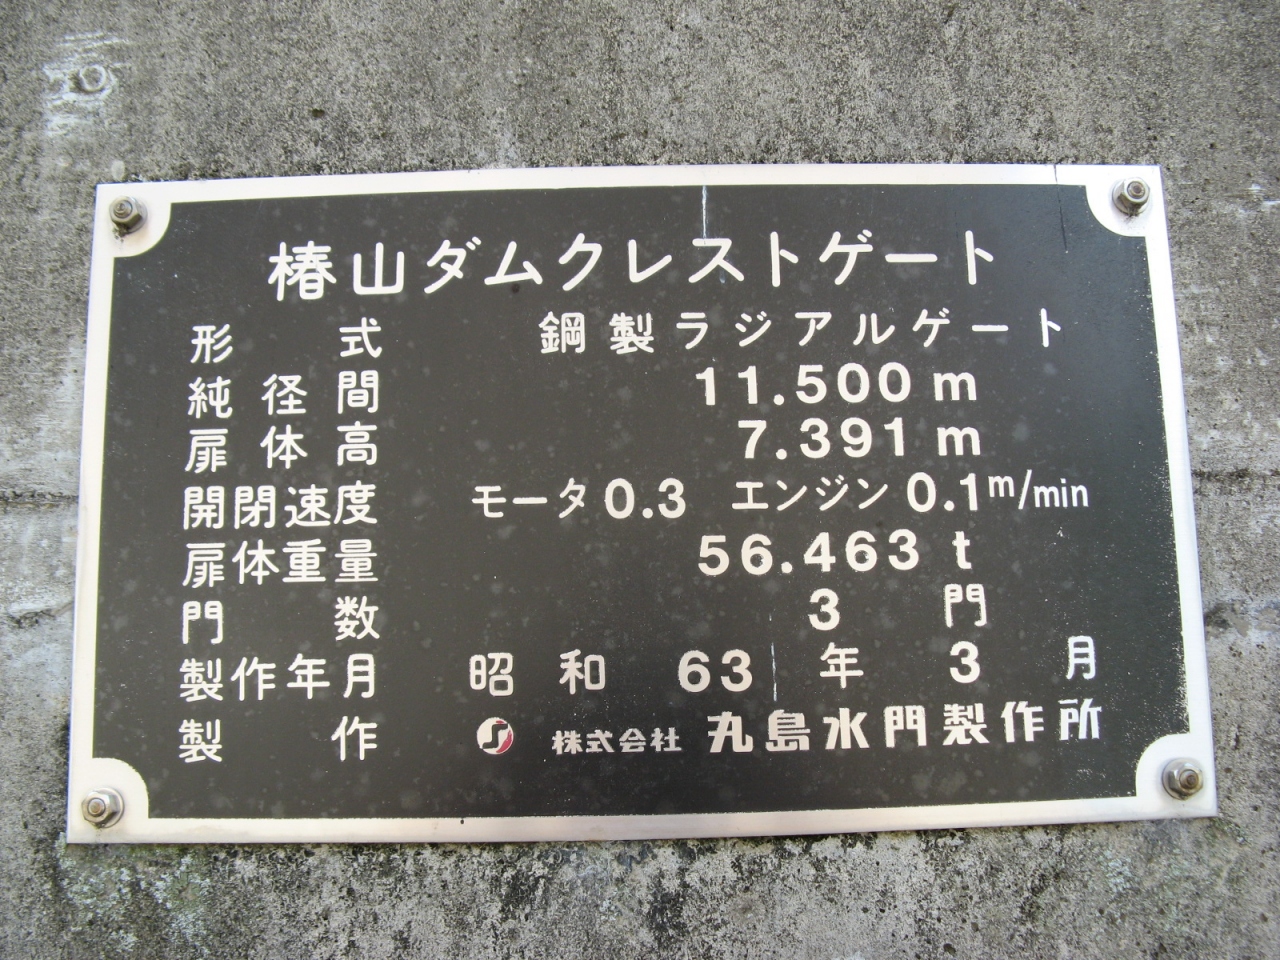 椿山ダムクレストゲート
形式 鋼製ラジアルゲート
純径間 11.500 m
扉体高 7.391 m
開閉速度 モータ0.3 エンジン0.1m/min
扉体重量 56.463 t
門数 3 門
製作年月 昭和 63 年 3 月
製作 株式会社 丸島水門製作所